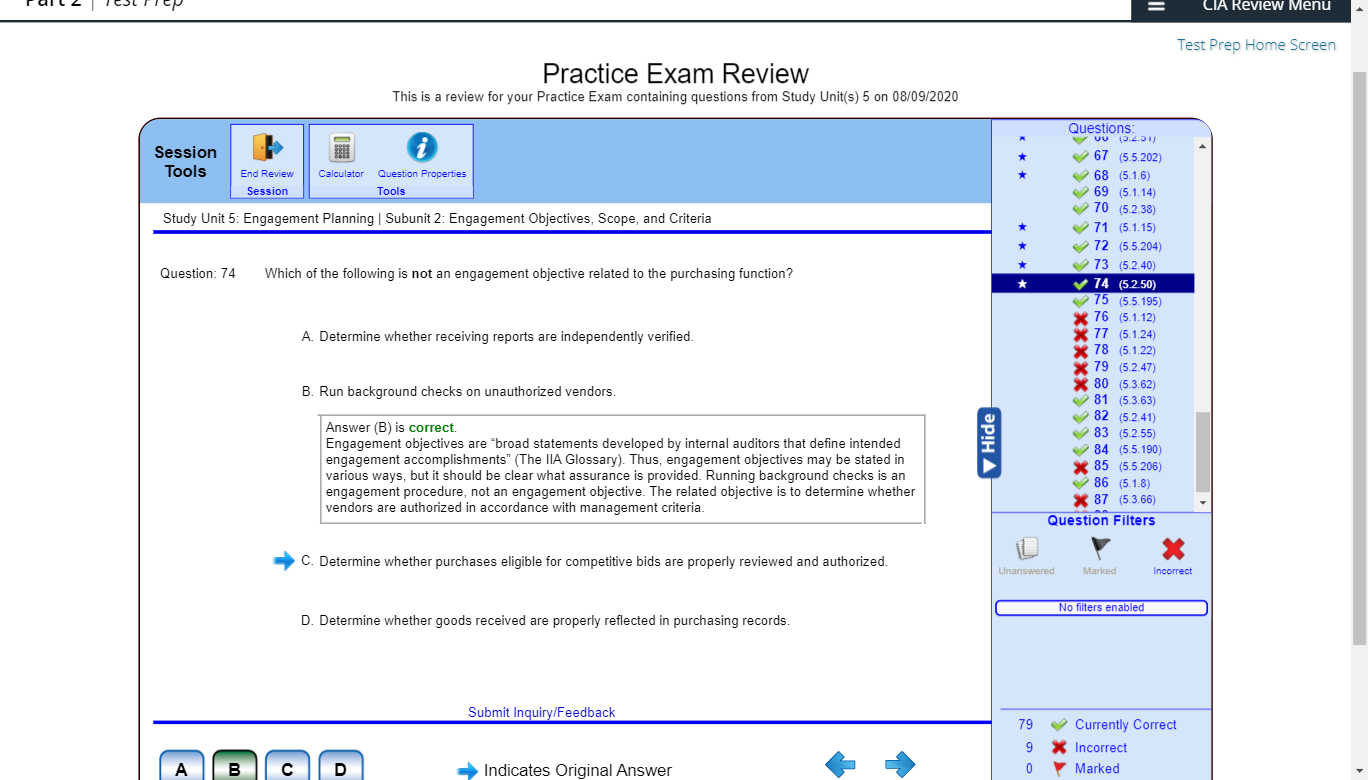 Part 2 | Test Prep
CIA Review Menu
Test Prep Home Screen
Practice Exam Review
This is a review for your Practice Exam containing questions from Study Unit(s) 5 on 08/09/2020
Session
Tools
End Review
Session
Calculator
Question Properties
Tools
Study Unit 5: Engagement Planning | Subunit 2: Engagement Objectives, Scope, and Criteria
Question: 74
Which of the following is not an engagement objective related to the purchasing function?
A. Determine whether receiving reports are independently verified.
B. Run background checks on unauthorized vendors.
Answer (B) is correct.
Engagement objectives are “broad statements developed by internal auditors that define intended
engagement accomplishments” (The IIA Glossary). Thus, engagement objectives may be stated in
various ways, but it should be clear what assurance is provided. Running background checks is an
engagement procedure, not an engagement objective. The related objective is to determine whether
vendors are authorized in accordance with management criteria.
C. Determine whether purchases eligible for competitive bids are properly reviewed and authorized.
D. Determine whether goods received are properly reflected in purchasing records.
Submit Inquiry/Feedback
A
B
C
D
Indicates Original Answer
Hide
Questions:
67 (5.5.202)
68 (5.1.6)
69 (5.1.14)
70 (5.2.38)
71 (5.1.15)
72 (5.5.204)
73 (5.2.40)
74 (5.2.50)
75 (5.5.195)
76 (5.1.12)
77 (5.1.24)
78 (5.1.22)
79 (5.2.47)
80 (5.3.62)
81 (5.3.63)
82 (5.2.41)
83 (5.2.55)
84 (5.5.190)
85 (5.5.206)
86 (5.1.8)
87 (5.3.66)
Question Filters
Unanswered
Marked
Incorrect
No filters enabled
79 Currently Correct
9 Incorrect
0 Marked